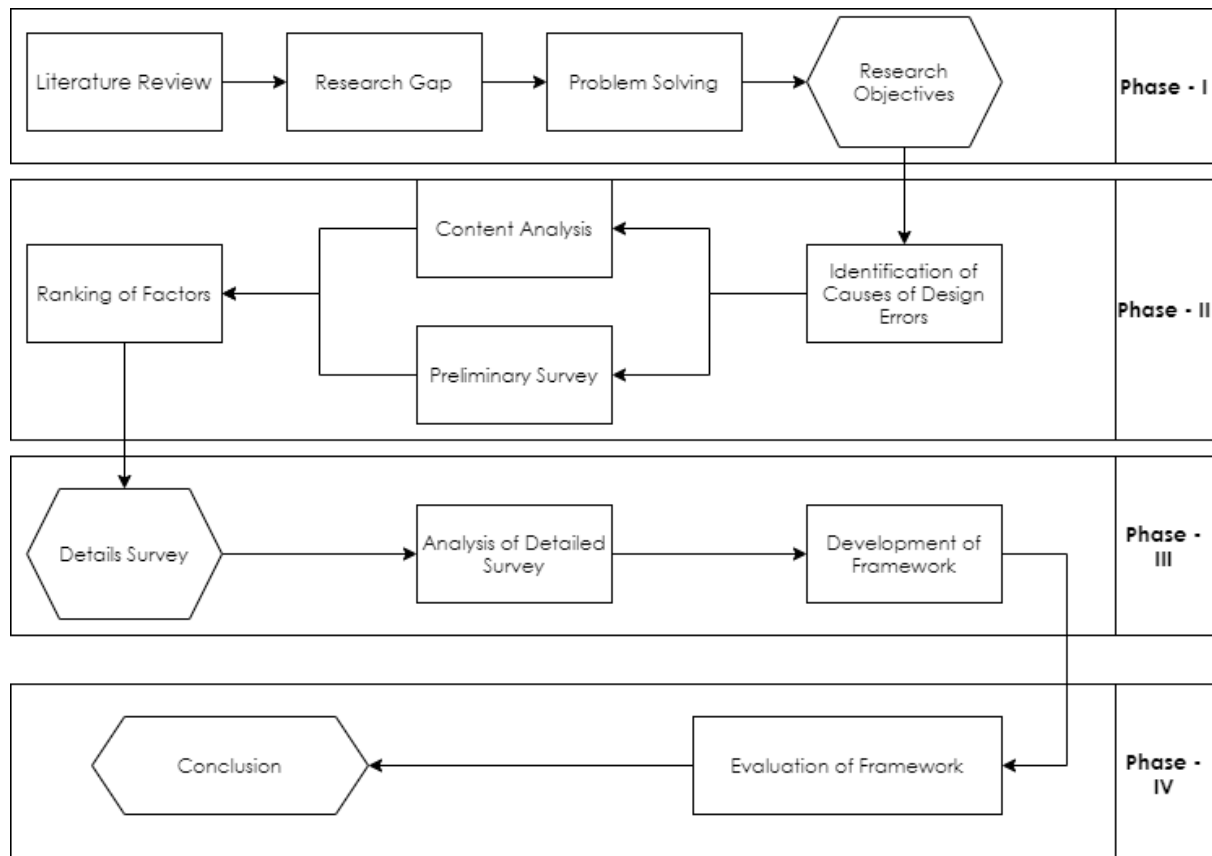 Literature Review
Research Gap
Problem Solving
Research
Objectives
Phase - I
Content Analysis
Ranking of Factors
Preliminary Survey
Identification of
Causes of Design
Errors
Phase - II
Details Survey
Analysis of Detailed
Survey
Development of
Framework
Phase -
III
Conclusion
Evaluation of Framework
Phase -
IV